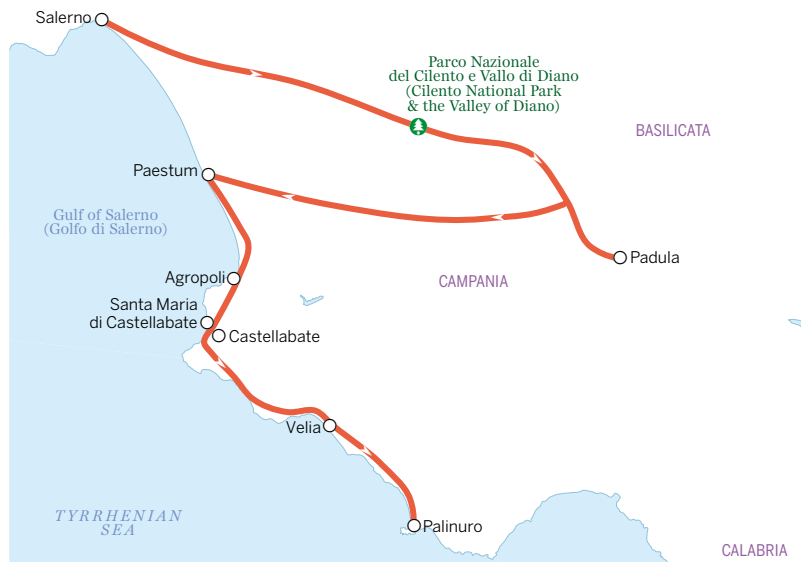 Salerno
Parco Nazionale
del Cilento e Vallo di Diano
(Cilento National Park
& the Valley of Diano)
BASILICATA
Paestum
Gulf of Salerno
(Golfo di Salerno)
Padula
Agropoli
CAMPANIA
Santa Maria
di Castellabate
Castellabate
Velia
TYRRHENIAN
SEA
Palinuro
CALABRIA